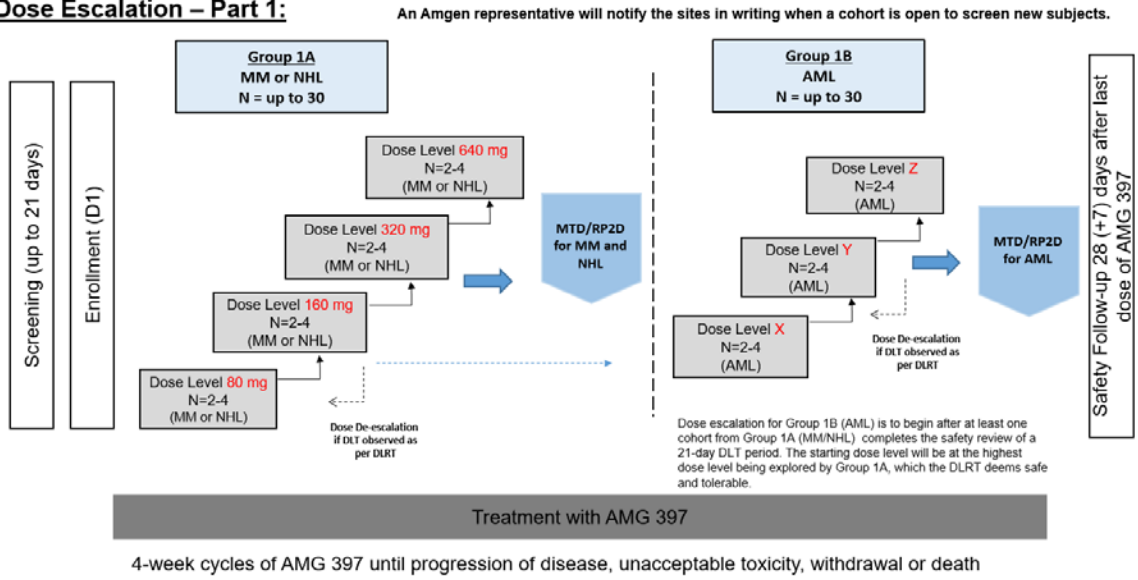 Dose Escalation – Part 1:
An Amgen representative will notify the sites in writing when a cohort is open to screen new subjects.
Screening (up to 21 days)
Enrollment (D1)
Group 1A
MM or NHL
N = up to 30
Dose Level 640 mg
N=2-4
(MM or NHL)
Dose Level 320 mg
N=2-4
(MM or NHL)
Dose Level 160 mg
N=2-4
(MM or NHL)
Dose Level 80 mg
N=2-4
(MM or NHL)
MTD/RP2D
for MM and
NHL
Dose De-escalation
if DLT observed as
per DLRT
Group 1B
AML
N = up to 30
Dose Level Z
N=2-4
(AML)
Dose Level Y
N=2-4
(AML)
Dose Level X
N=2-4
(AML)
MTD/RP2D
for AML
Dose De-escalation
if DLT observed as
per DLRT
Dose escalation for Group 1B (AML) is to begin after at least one
cohort from Group 1A (MM/NHL) completes the safety review of a
21-day DLT period. The starting dose level will be at the highest
dose level being explored by Group 1A, which the DLRT deems safe
and tolerable.
Safety Follow-up 28 (+7) days after last
dose of AMG 397
Treatment with AMG 397
4-week cycles of AMG 397 until progression of disease, unacceptable toxicity, withdrawal or death